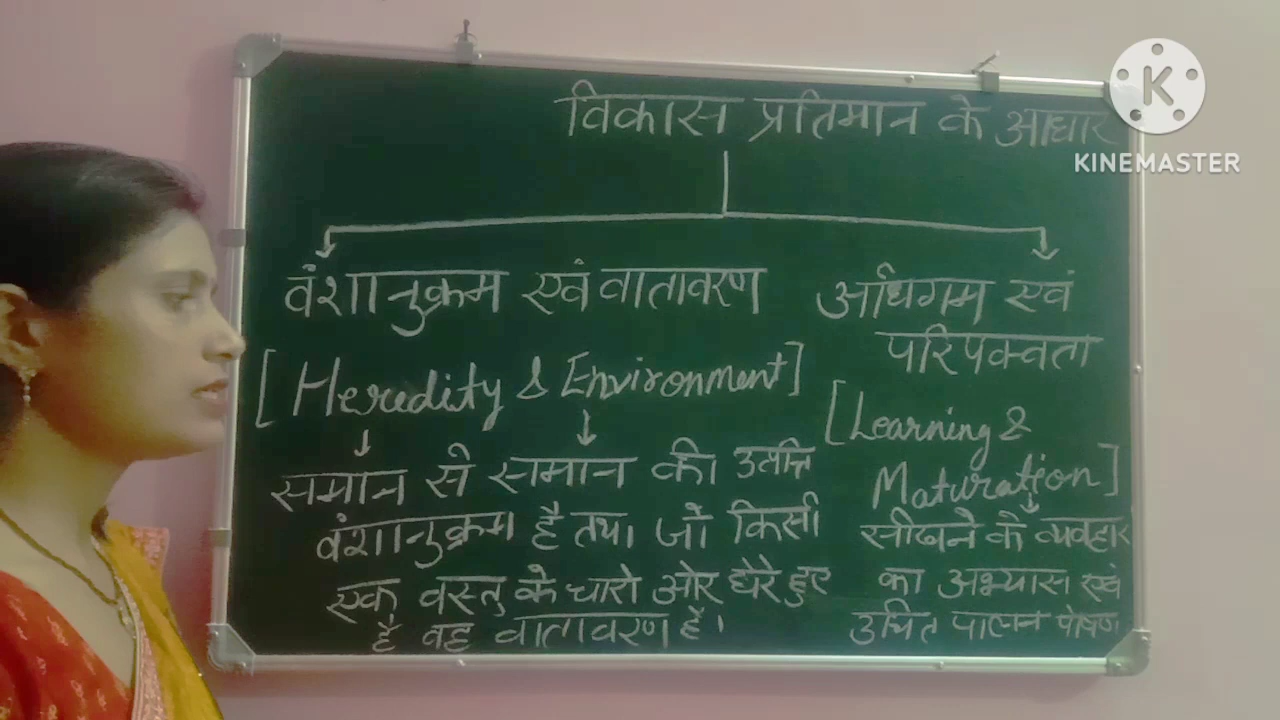 विकास प्रतिमान के आधार
K
KINEMASTER
वंशानुक्रम एवं वातावरण
अधिगम एवं
परिपक्वता
[Heredity & Environment]
[Learning &
Maturation]
समान से समान की उत्पत्ति
वंशानुक्रम है तथा जो किसी
एक वस्तु के चारो ओर घेरे हुए
है वह वातावरण है।
सीखने के व्यवहार
का अभ्यास एवं
उचित पालन पोषण